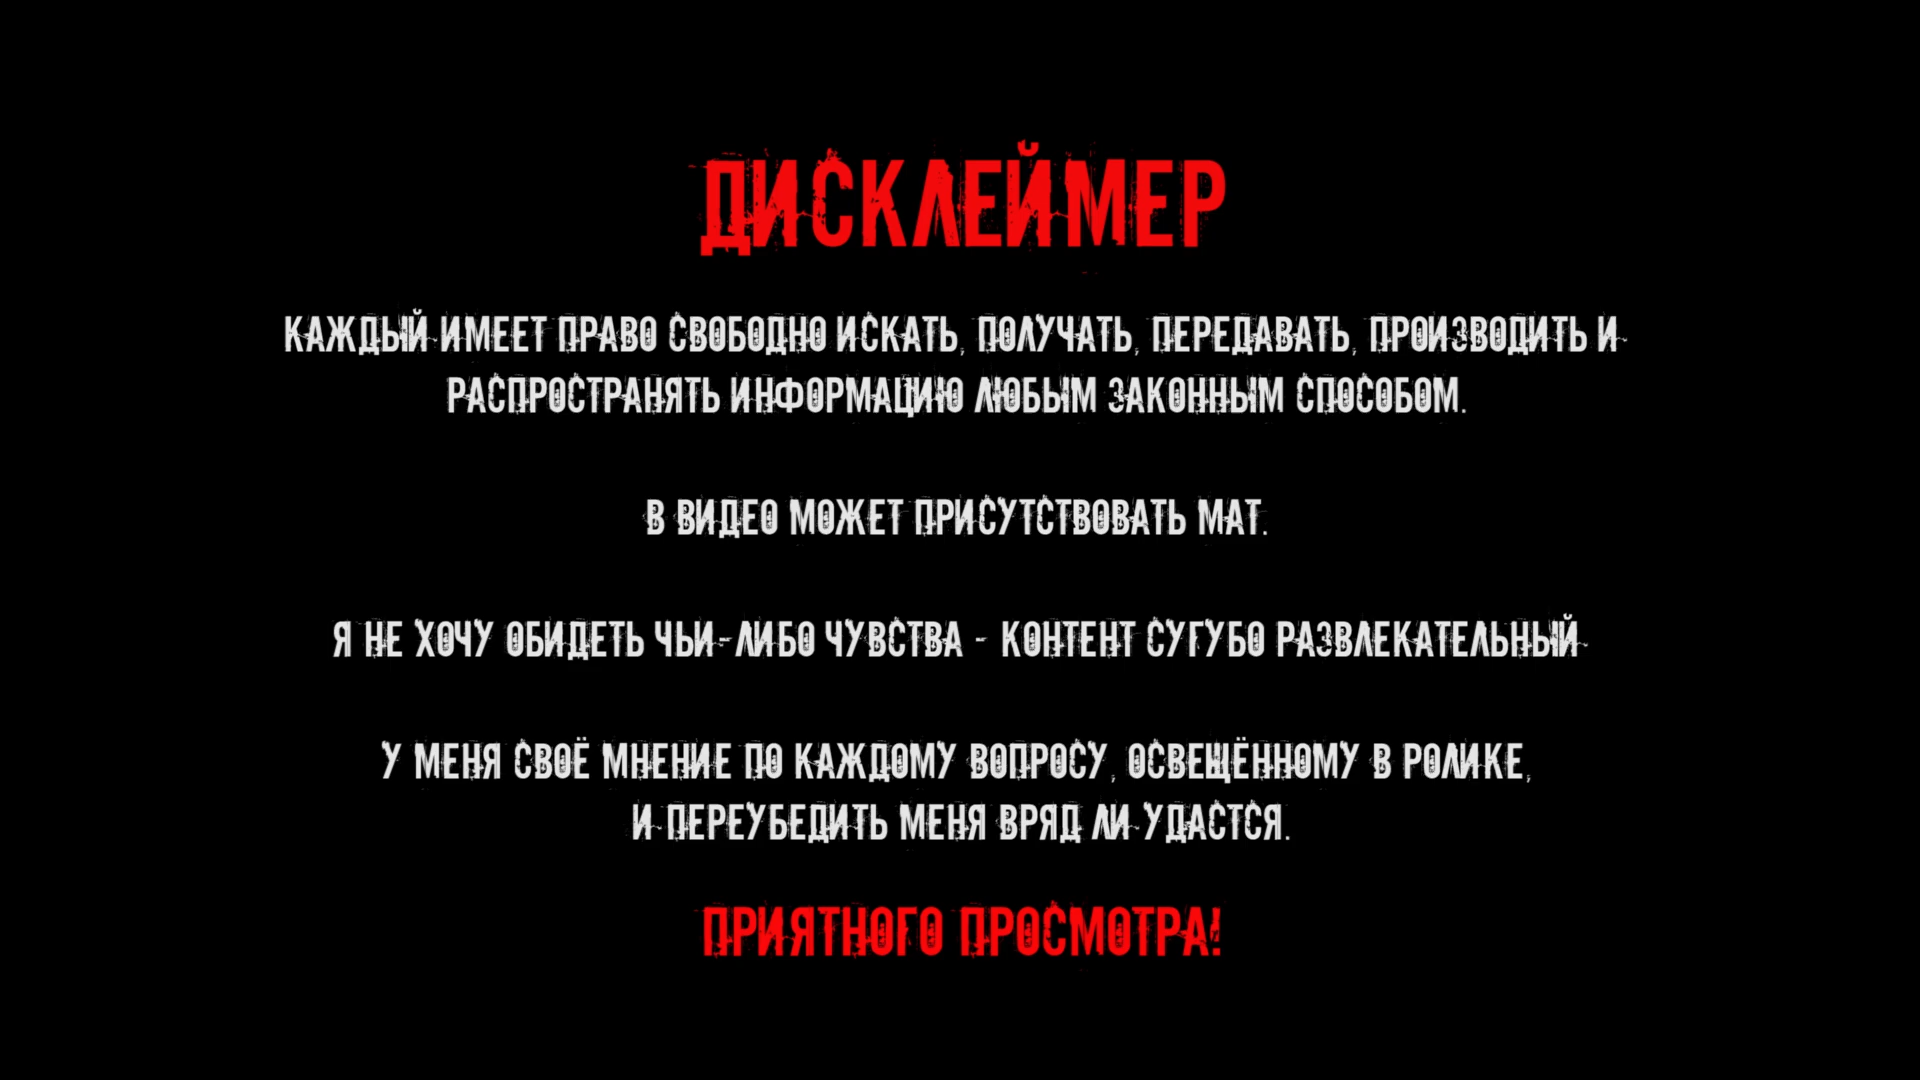 ДИСКЛЕЙМЕР
КАЖДЫЙ ИМЕЕТ ПРАВО СВОБОДНО ИСКАТЬ, ПОЛУЧАТЬ, ПЕРЕДАВАТЬ, ПРОИЗВОДИТЬ И
РАСПРОСТРАНЯТЬ ИНФОРМАЦИЮ ЛЮБЫМ ЗАКОННЫМ СПОСОБОМ.
В ВИДЕО МОЖЕТ ПРИСУТСТВОВАТЬ МАТ.
Я НЕ ХОЧУ ОБИДЕТЬ ЧЬИ-ЛИБО ЧУВСТВА - КОНТЕНТ СУГУБО РАЗВЛЕКАТЕЛЬНЫЙ
У МЕНЯ СВОЁ МНЕНИЕ ПО КАЖДОМУ ВОПРОСУ, ОСВЕЩЁННОМУ В РОЛИКЕ,
И ПЕРЕУБЕДИТЬ МЕНЯ ВРЯД ЛИ УДАСТСЯ.
ПРИЯТНОГО ПРОСМОТРА!